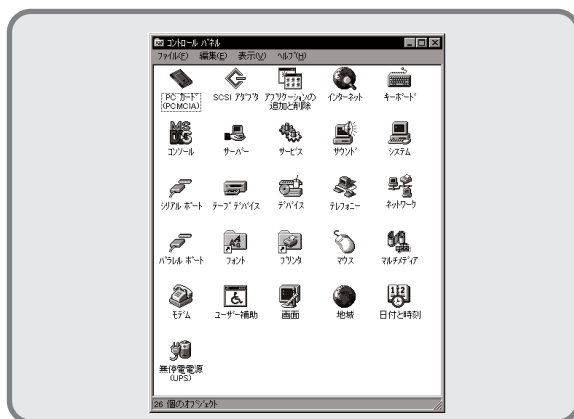 コントロール パネル
ファイル(F) 編集(E) 表示(V) ヘルプ(H)
PC カード
(PCMCIA)
SCSI アダプタ
アプリケーションの
追加と削除
インターネット
キーボード
MS
DOS
コンソール
サーバー
サービス
サウンド
システム
シリアル ポート
テープ デバイス
デバイス
テレフォニー
ネットワーク
パラレル ポート
フォント
プリンタ
マウス
マルチメディア
モデム
ユーザー補助
画面
地域
日付と時刻
無停電電源
(UPS)
26 個のオブジェクト